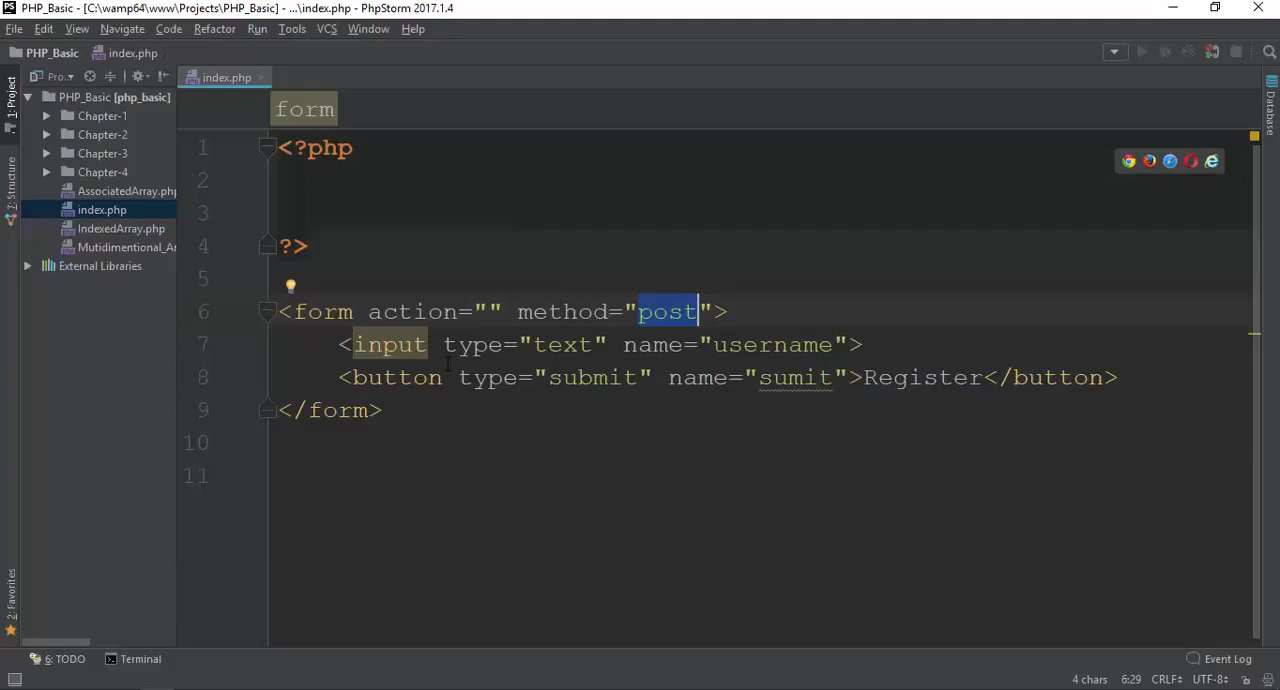 PHP_Basic - [C:\wamp64\www\Projects\PHP_Basic] - ...\index.php - PhpStorm 2017.1.4
File Edit View Navigate Code Refactor Run Tools VCS Window Help
PHP_Basic index.php
1: Project
7: Structure
2: Favorites
Pro..
PHP_Basic [php_basic]
Chapter-1
Chapter-2
Chapter-3
Chapter-4
AssociatedArray.php
index.php
IndexedArray.php
Mutidimentional_Ar
External Libraries
index.php
form
1 <?php
2
3
4 ?>
5
6 <form action="" method="post">
7 <input type="text" name="username">
8 <button type="submit" name="sumit">Register</button>
9 </form>
10
11
Database
6: TODO Terminal Event Log
4 chars 6:29 CRLF UTF-8